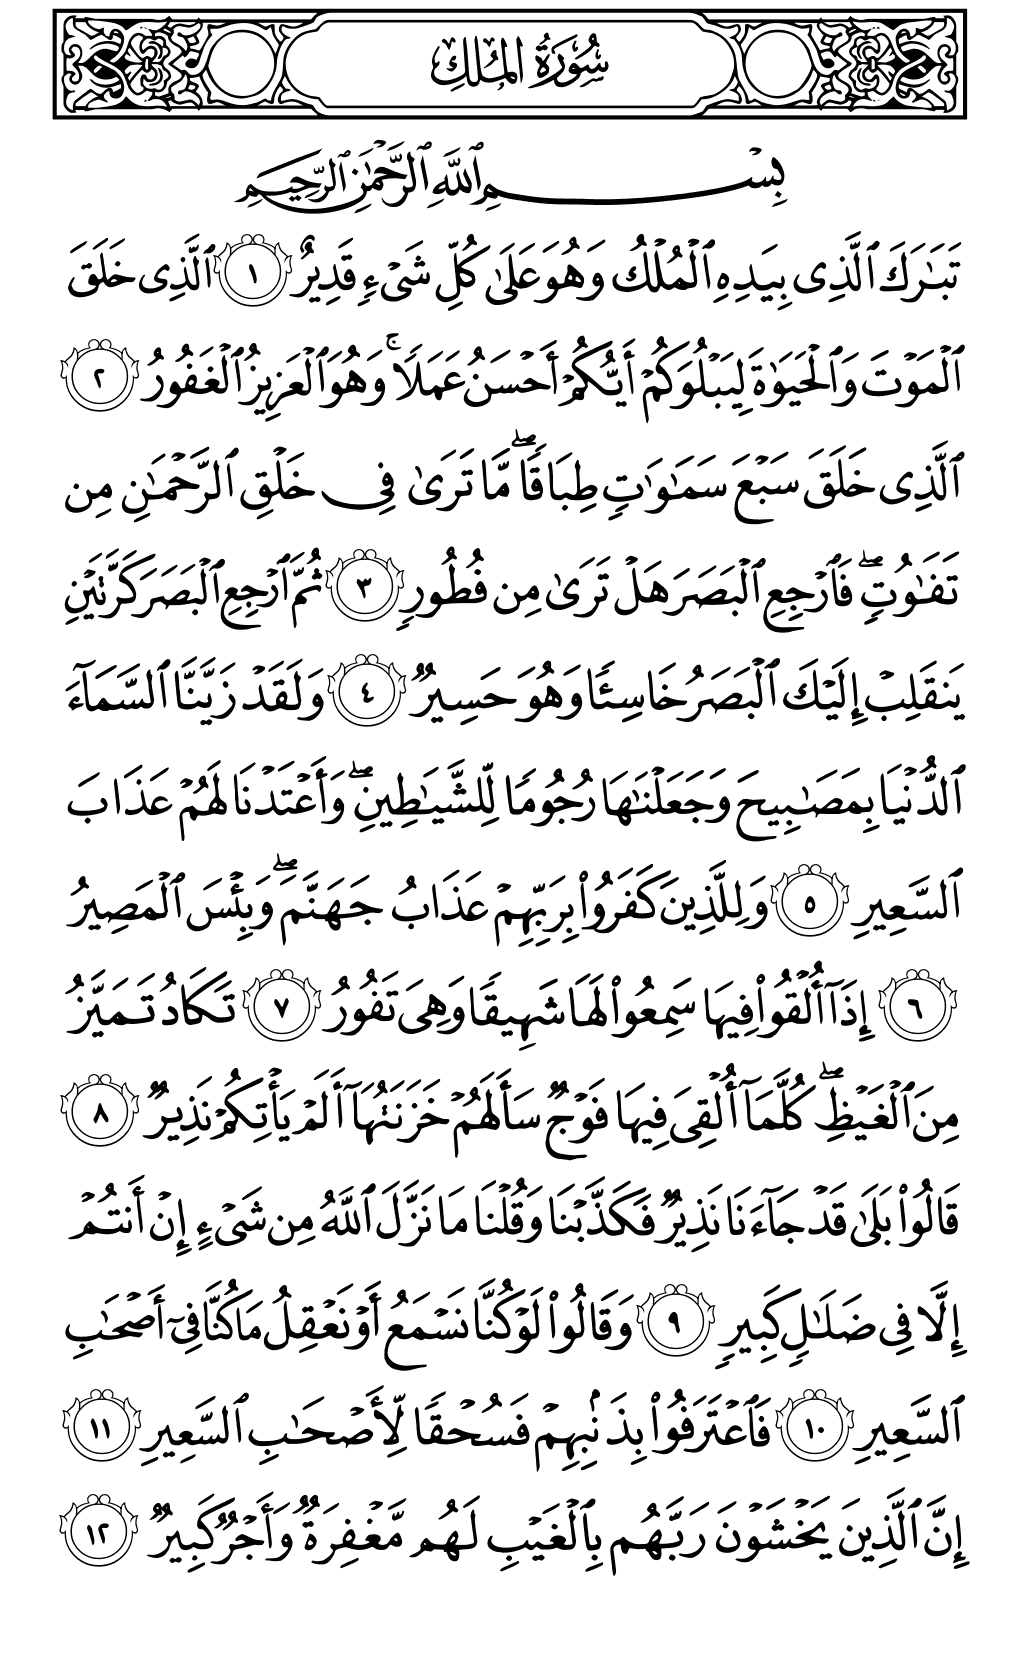 سُورَةُ المُلْكِ
بِسْمِ ٱللَّهِ ٱلرَّحْمَٰنِ ٱلرَّحِيمِ
تَبَٰرَكَ ٱلَّذِى بِيَدِهِ ٱلْمُلْكُ وَهُوَ عَلَىٰ كُلِّ شَىْءٍ قَدِيرٌ ١ ٱلَّذِى خَلَقَ
ٱلْمَوْتَ وَٱلْحَيَوٰةَ لِيَبْلُوَكُمْ أَيُّكُمْ أَحْسَنُ عَمَلًا ۚ وَهُوَ ٱلْعَزِيزُ ٱلْغَفُورُ ٢
ٱلَّذِى خَلَقَ سَبْعَ سَمَٰوَٰتٍ طِبَاقًا ۖ مَّا تَرَىٰ فِى خَلْقِ ٱلرَّحْمَٰنِ مِن
تَفَٰوُتٍ ۖ فَٱرْجِعِ ٱلْبَصَرَ هَلْ تَرَىٰ مِن فُطُورٍ ٣ ثُمَّ ٱرْجِعِ ٱلْبَصَرَ كَرَّتَيْنِ
يَنقَلِبْ إِلَيْكَ ٱلْبَصَرُ خَاسِئًا وَهُوَ حَسِيرٌ ٤ وَلَقَدْ زَيَّنَّا ٱلسَّمَآءَ
ٱلدُّنْيَا بِمَصَٰبِيحَ وَجَعَلْنَٰهَا رُجُومًا لِّلشَّيَٰطِينِ ۖ وَأَعْتَدْنَا لَهُمْ عَذَابَ
ٱلسَّعِيرِ ٥ وَلِلَّذِينَ كَفَرُوا۟ بِرَبِّهِمْ عَذَابُ جَهَنَّمَ ۖ وَبِئْسَ ٱلْمَصِيرُ
٦ إِذَآ أُلْقُوا۟ فِيهَا سَمِعُوا۟ لَهَا شَهِيقًا وَهِىَ تَفُورُ ٧ تَكَادُ تَمَيَّزُ
مِنَ ٱلْغَيْظِ ۖ كُلَّمَآ أُلْقِىَ فِيهَا فَوْجٌ سَأَلَهُمْ خَزَنَتُهَآ أَلَمْ يَأْتِكُمْ نَذِيرٌ ٨
قَالُوا۟ بَلَىٰ قَدْ جَآءَنَا نَذِيرٌ فَكَذَّبْنَا وَقُلْنَا مَا نَزَّلَ ٱللَّهُ مِن شَىْءٍ إِنْ أَنتُمْ
إِلَّا فِى ضَلَٰلٍ كَبِيرٍ ٩ وَقَالُوا۟ لَوْ كُنَّا نَسْمَعُ أَوْ نَعْقِلُ مَا كُنَّا فِىٓ أَصْحَٰبِ
ٱلسَّعِيرِ ١٠ فَٱعْتَرَفُوا۟ بِذَنۢبِهِمْ فَسُحْقًا لِّأَصْحَٰبِ ٱلسَّعِيرِ ١١
إِنَّ ٱلَّذِينَ يَخْشَوْنَ رَبَّهُم بِٱلْغَيْبِ لَهُم مَّغْفِرَةٌ وَأَجْرٌ كَبِيرٌ ١٢